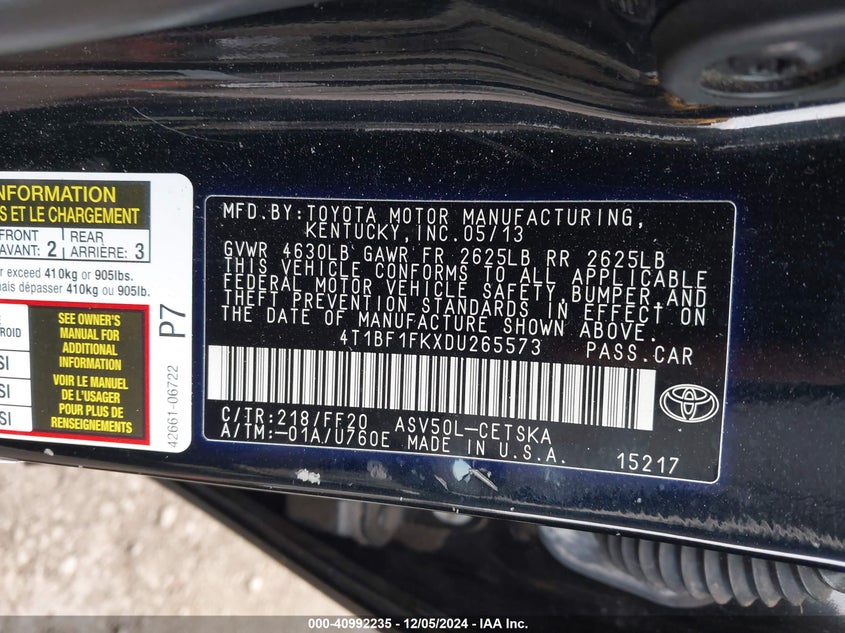 INFORMATION
S ET LE CHARGEMENT
FRONT
AVANT: 2
REAR
ARRIÈRE: 3
exceed 410kg or 905lbs.
mais dépasser 410kg ou 905lb.
SEE OWNER'S
MANUAL FOR
ADDITIONAL
INFORMATION
VOIR LE MANUEL
DE L'USAGER
POUR PLUS DE
RENSEIGNEMENTS
P7
42661-06722
MFD.BY:TOYOTA MOTOR MANUFACTURING,
KENTUCKY,INC.05/13
GVWR 4630LB GAWR FR 2625LB RR 2625LB
THIS VEHICLE CONFORMS TO ALL APPLICABLE
FEDERAL MOTOR VEHICLE SAFETY,BUMPER,AND
THEFT PREVENTION STANDARDS IN EFFECT ON
THE DATE OF MANUFACTURE SHOWN ABOVE.
4T1BF1FKXDU265573 PASS.CAR
C/TR:218/FF20 ASV50L-CETSKA
A/TM:-01A/U760E MADE IN U.S.A.
15217
000-40992235 - 12/05/2024 - IAA Inc.